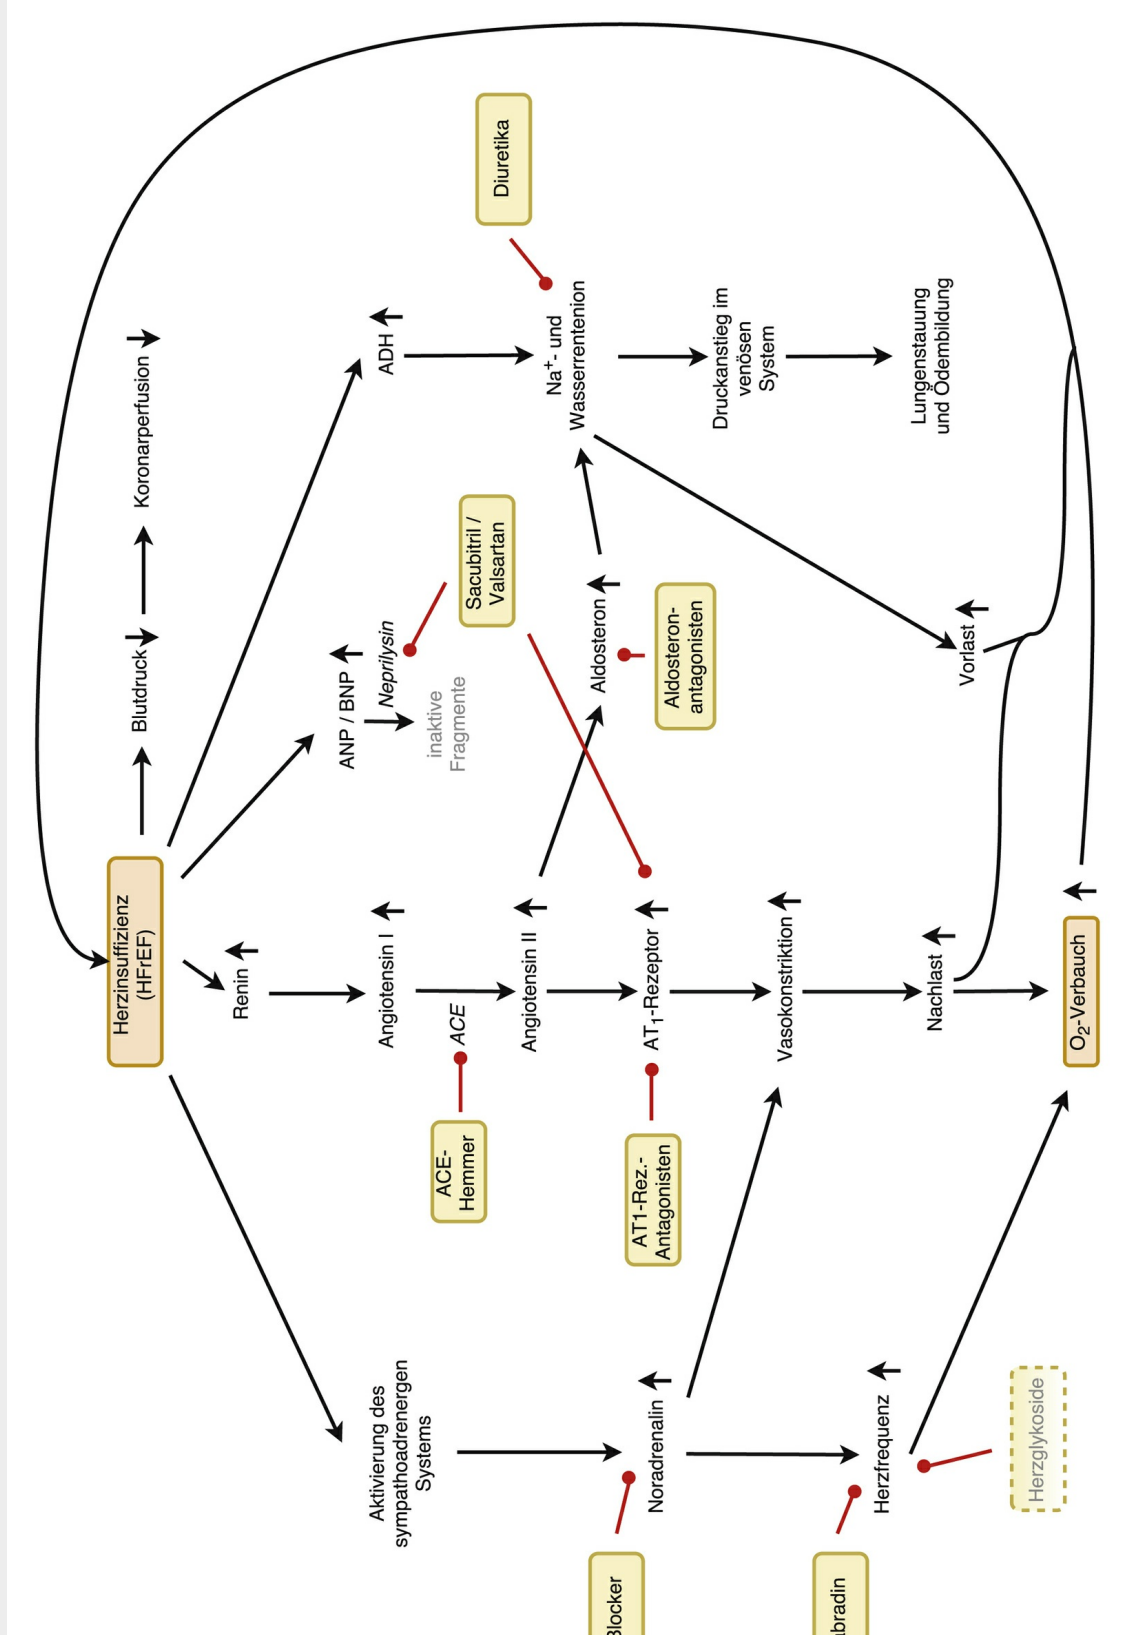 Herzinsuffizienz
(HFrEF)
Blutdruck
Koronarperfusion
Renin
ANP / BNP
Neprilysin
inaktive
Fragmente
ADH
Diuretika
Sacubitril /
Valsartan
Aktivierung des
sympathoadrenergen
Systems
Angiotensin I
ACE
ACE-
Hemmer
Angiotensin II
Aldosteron
Aldosteron-
antagonisten
Na+- und
Wasserrentenion
Druckanstieg im
venösen
System
Lungenstauung
und Ödembildung
Noradrenalin
Blocker
AT1-Rez.-
Antagonisten
AT1-Rezeptor
Vasokonstriktion
Herzfrequenz
abradin
Herzglykoside
Nachlast
Vorlast
O2-Verbauch